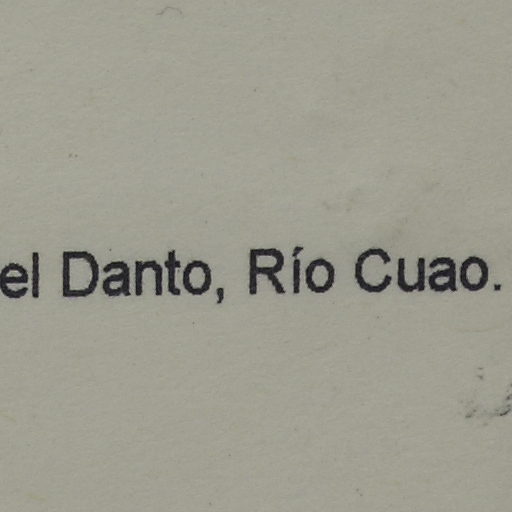 el Danto, Río Cuao.